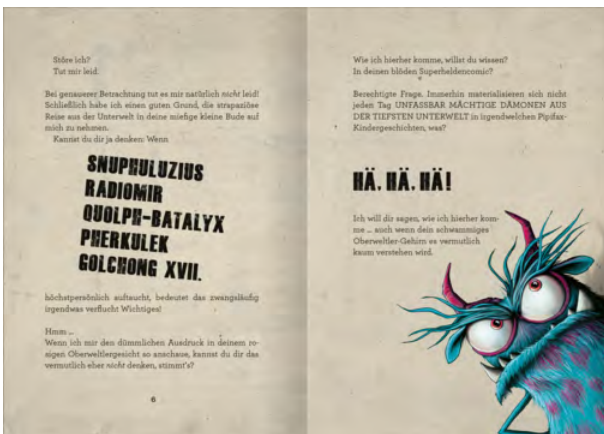 Störe ich?
Tut mir leid.
Bei genauerer Betrachtung tut es mir natürlich nicht leid!
Schließlich habe ich einen guten Grund, die strapaziöse
Reise aus der Unterwelt in deine miefige kleine Bude auf
mich zu nehmen.
Kannst du dir ja denken: Wenn
SNUPHULUZIUS
RADIOMIR
QUOLPH-BATALYX
PHERKULEK
GOLCHONG XVII.
höchstpersönlich auftaucht, bedeutet das zwangsläufig
irgendwas verflucht Wichtiges!
Hmm ...
Wenn ich mir den dümmlichen Ausdruck in deinem ro-
sigen Oberweltlergesicht so anschaue, kannst du dir das
vermutlich eher nicht denken, stimmt's?
6
Wie ich hierher komme, willst du wissen?
In deinen blöden Superheldencomic?
Berechtigte Frage. Immerhin materialisieren sich nicht
jeden Tag UNFASSBAR MÄCHTIGE DÄMONEN AUS
DER TIEFSTEN UNTERWELT in irgendwelchen Pipifax-
Kindergeschichten, was?
HÄ, HÄ, HÄ!
Ich will dir sagen, wie ich hierher kom-
me ... auch wenn dein schwammiges
Oberweltler-Gehirn es vermutlich
kaum verstehen wird.